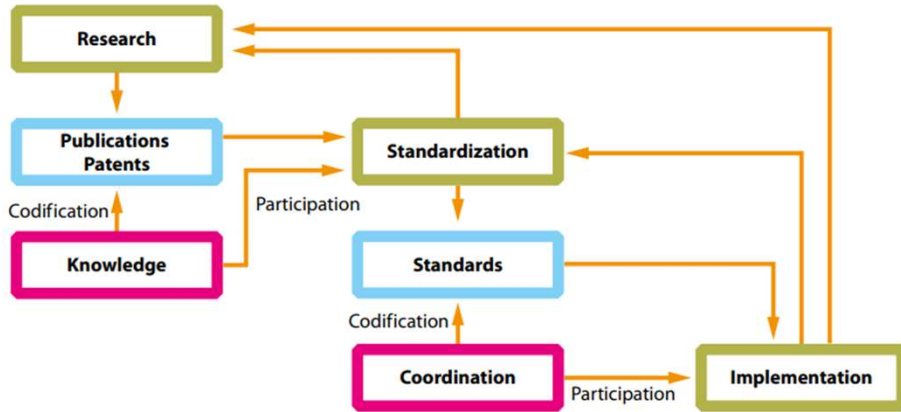 Research
Publications
Patents
Standardization
Codification
Participation
Knowledge
Standards
Codification
Coordination
Participation
Implementation